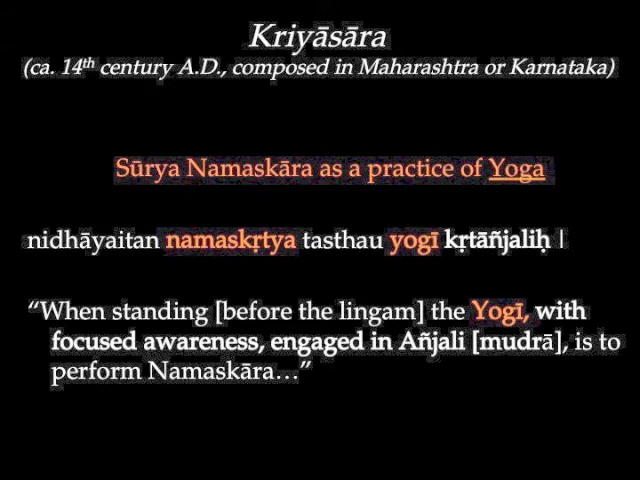 Kriyāsāra
(ca. 14th century A.D., composed in Maharashtra or Karnataka)
Sūrya Namaskāra as a practice of Yoga
nidhāyaitan namaskṛtya tasthau yogī kṛtāñjaliḥ |
“When standing [before the lingam] the Yogī, with
focused awareness, engaged in Añjali [mudrā], is to
perform Namaskāra…”